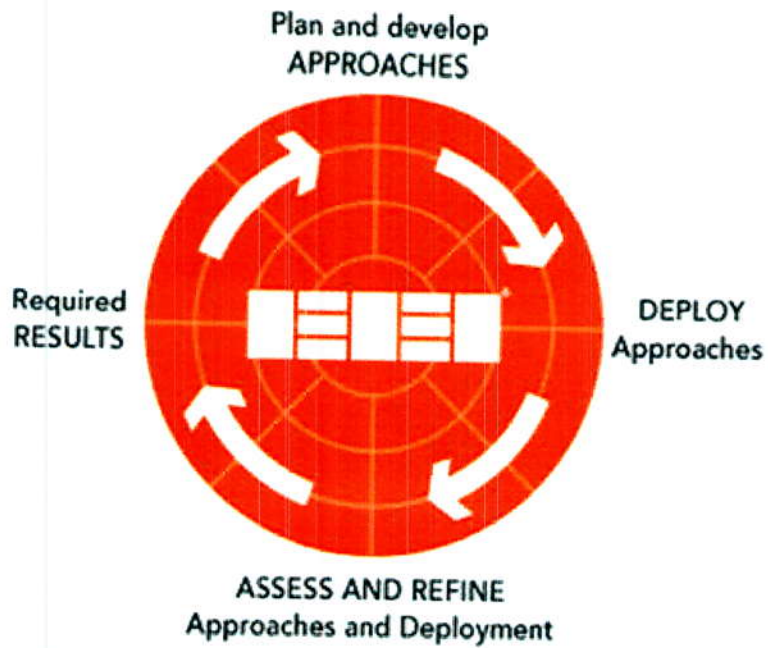 Plan and develop
APPROACHES
Required
RESULTS
DEPLOY
Approaches
ASSESS AND REFINE
Approaches and Deployment